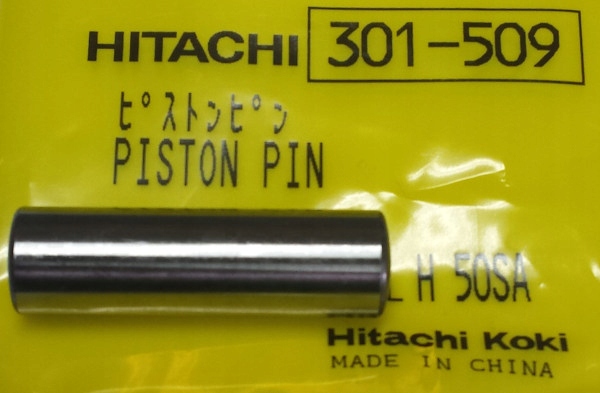 HITACHI 301-509
ピストンピン
PISTON PIN
H 50SA
Hitachi Koki
MADE IN CHINA